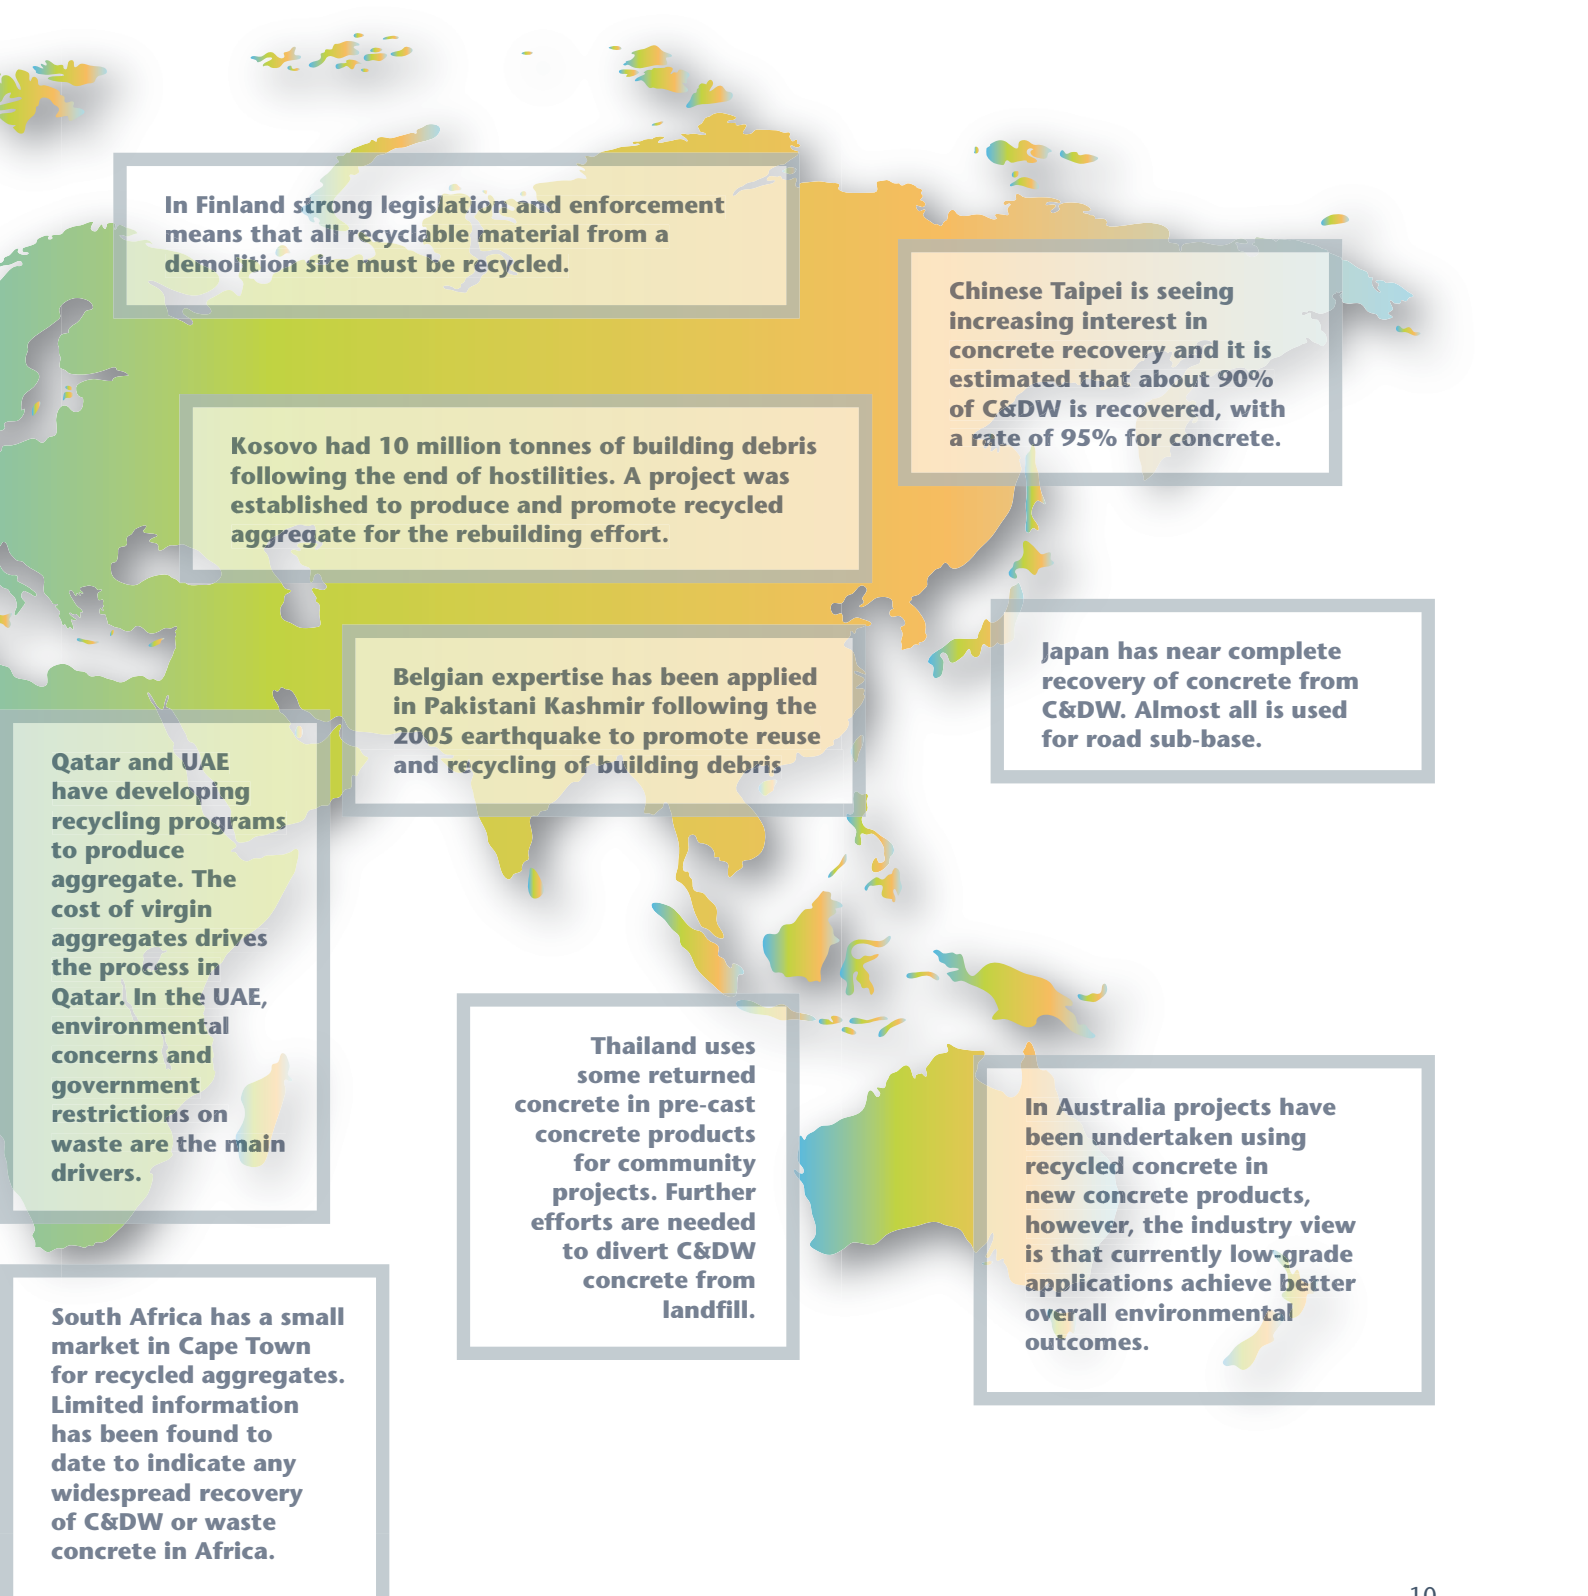 In Finland strong legislation and enforcement
means that all recyclable material from a
demolition site must be recycled.
Chinese Taipei is seeing
increasing interest in
concrete recovery and it is
estimated that about 90%
of C&DW is recovered, with
a rate of 95% for concrete.
Kosovo had 10 million tonnes of building debris
following the end of hostilities. A project was
established to produce and promote recycled
aggregate for the rebuilding effort.
Japan has near complete
recovery of concrete from
C&DW. Almost all is used
for road sub-base.
Belgian expertise has been applied
in Pakistani Kashmir following the
2005 earthquake to promote reuse
and recycling of building debris
Qatar and UAE
have developing
recycling programs
to produce
aggregate. The
cost of virgin
aggregates drives
the process in
Qatar. In the UAE,
environmental
concerns and
government
restrictions on
waste are the main
drivers.
Thailand uses
some returned
concrete in pre-cast
concrete products
for community
projects. Further
efforts are needed
to divert C&DW
concrete from
landfill.
In Australia projects have
been undertaken using
recycled concrete in
new concrete products,
however, the industry view
is that currently low-grade
applications achieve better
overall environmental
outcomes.
South Africa has a small
market in Cape Town
for recycled aggregates.
Limited information
has been found to
date to indicate any
widespread recovery
of C&DW or waste
concrete in Africa.
10